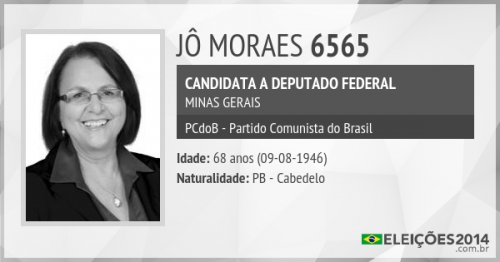 JÔ MORAES 6565
CANDIDATA A DEPUTADO FEDERAL
MINAS GERAIS
PCdoB - Partido Comunista do Brasil
Idade: 68 anos (09-08-1946)
Naturalidade: PB - Cabedelo
ELEIÇÕES2014
.com.br